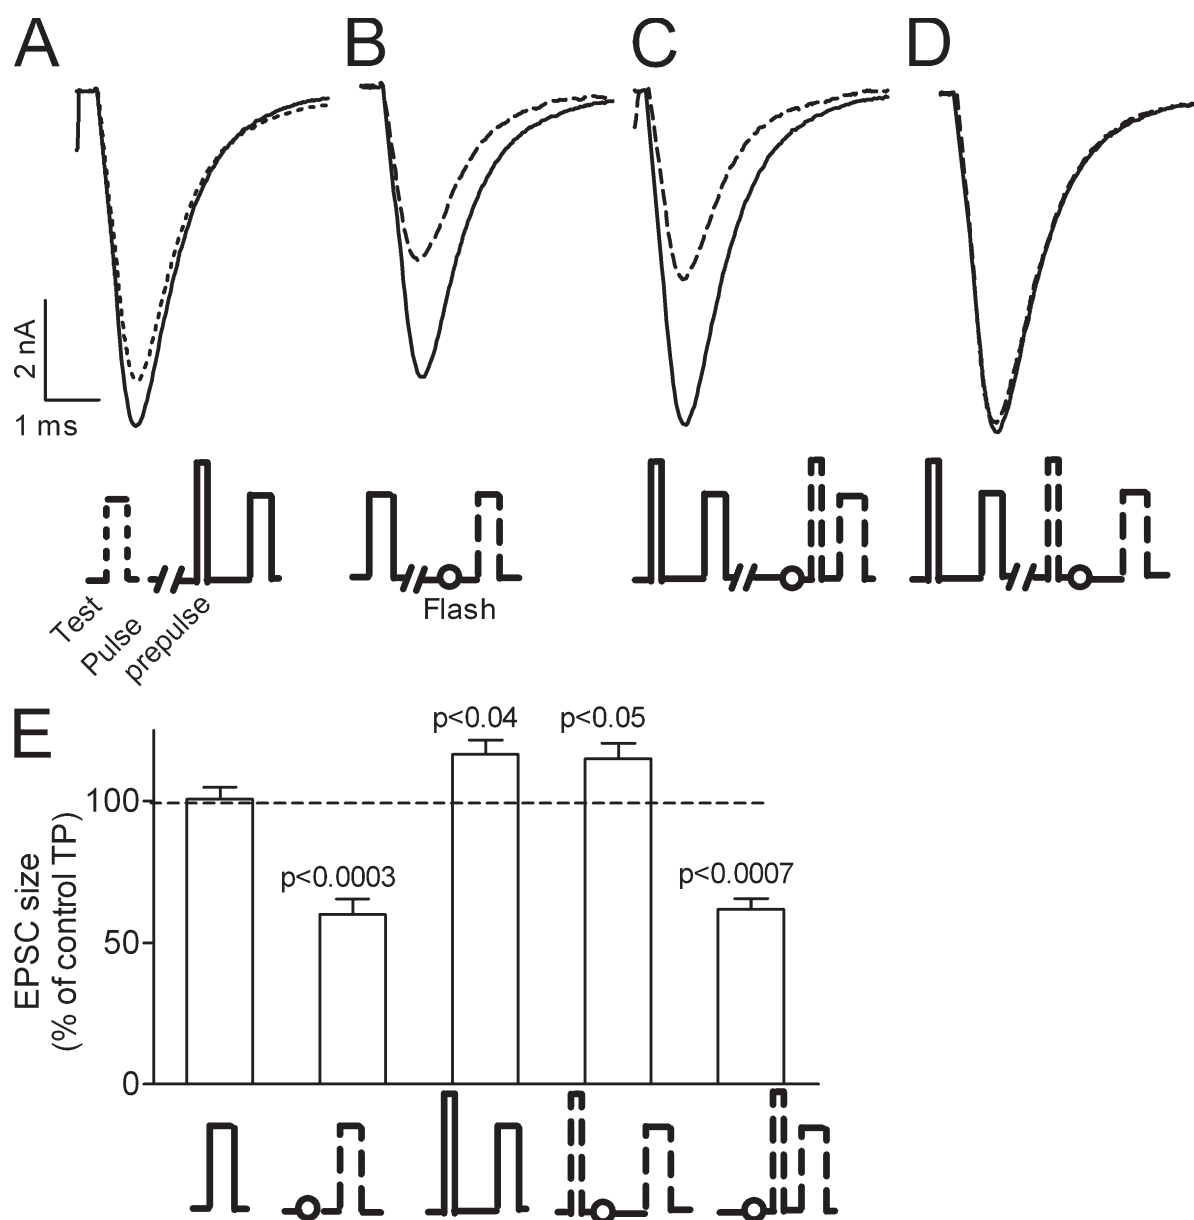 A
B
C
D
2 nA
1 ms
Test
Pulse
prepulse
Flash
E
p<0.04
p<0.05
p<0.0003
p<0.0007
100
50
0
EPSC size
(% of control TP)